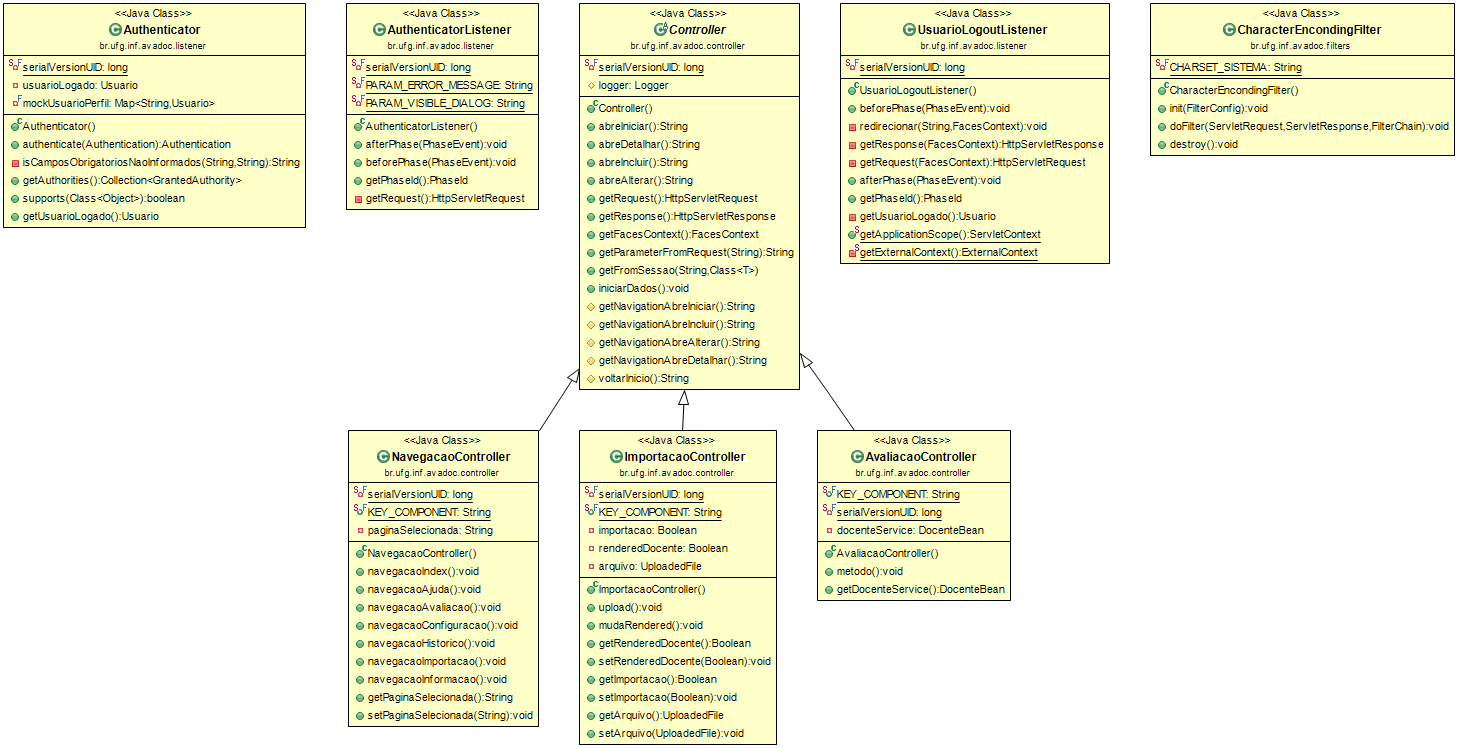 <<Java Class>>
Authenticator
br.ufg.inf.avadoc.listener
serialVersionUID: long
usuarioLogado: Usuario
mockUsuarioPerfil: Map<String,Usuario>
Authenticator()
authenticate(Authentication):Authentication
isCamposObrigatoriosNaoInformados(String,String):String
getAuthorities():Collection<GrantedAuthority>
supports(Class<Object>):boolean
getUsuarioLogado():Usuario
<<Java Class>>
AuthenticatorListener
br.ufg.inf.avadoc.listener
serialVersionUID: long
PARAM_ERROR_MESSAGE: String
PARAM_VISIBLE_DIALOG: String
AuthenticatorListener()
afterPhase(PhaseEvent):void
beforePhase(PhaseEvent):void
getPhaseId():PhaseId
getRequest():HttpServletRequest
<<Java Class>>
Controller
br.ufg.inf.avadoc.controller
serialVersionUID: long
logger: Logger
Controller()
abreIniciar():String
abreDetalhar():String
abreIncluir():String
abreAlterar():String
getRequest():HttpServletRequest
getResponse():HttpServletResponse
getFacesContext():FacesContext
getParameterFromRequest(String):String
getFromSessao(String,Class<T>)
iniciarDados():void
getNavigationAbreIniciar():String
getNavigationAbreIncluir():String
getNavigationAbreAlterar():String
getNavigationAbreDetalhar():String
voltarInicio():String
<<Java Class>>
UsuarioLogoutListener
br.ufg.inf.avadoc.listener
serialVersionUID: long
UsuarioLogoutListener()
beforePhase(PhaseEvent):void
redirecionar(String,FacesContext):void
getResponse(FacesContext):HttpServletResponse
getRequest(FacesContext):HttpServletRequest
afterPhase(PhaseEvent):void
getPhaseId():PhaseId
getUsuarioLogado():Usuario
getApplicationScope():ServletContext
getExternalContext():ExternalContext
<<Java Class>>
CharacterEncondingFilter
br.ufg.inf.avadoc.filters
CHARSET_SISTEMA: String
CharacterEncondingFilter()
init(FilterConfig):void
doFilter(ServletRequest,ServletResponse,FilterChain):void
destroy():void
<<Java Class>>
NavegacaoController
br.ufg.inf.avadoc.controller
serialVersionUID: long
KEY_COMPONENT: String
paginaSelecionada: String
NavegacaoController()
navegacaoIndex():void
navegacaoAjuda():void
navegacaoAvaliacao():void
navegacaoConfiguracao():void
navegacaoHistorico():void
navegacaoImportacao():void
navegacaoInformacao():void
getPaginaSelecionada():String
setPaginaSelecionada(String):void
<<Java Class>>
ImportacaoController
br.ufg.inf.avadoc.controller
serialVersionUID: long
KEY_COMPONENT: String
importacao: Boolean
renderedDocente: Boolean
arquivo: UploadedFile
ImportacaoController()
upload():void
mudaRendered():void
getRenderedDocente():Boolean
setRenderedDocente(Boolean):void
getImportacao():Boolean
setImportacao(Boolean):void
getArquivo():UploadedFile
setArquivo(UploadedFile):void
<<Java Class>>
AvaliacaoController
br.ufg.inf.avadoc.controller
KEY_COMPONENT: String
serialVersionUID: long
docenteService: DocenteBean
AvaliacaoController()
metodo():void
getDocenteService():DocenteBean